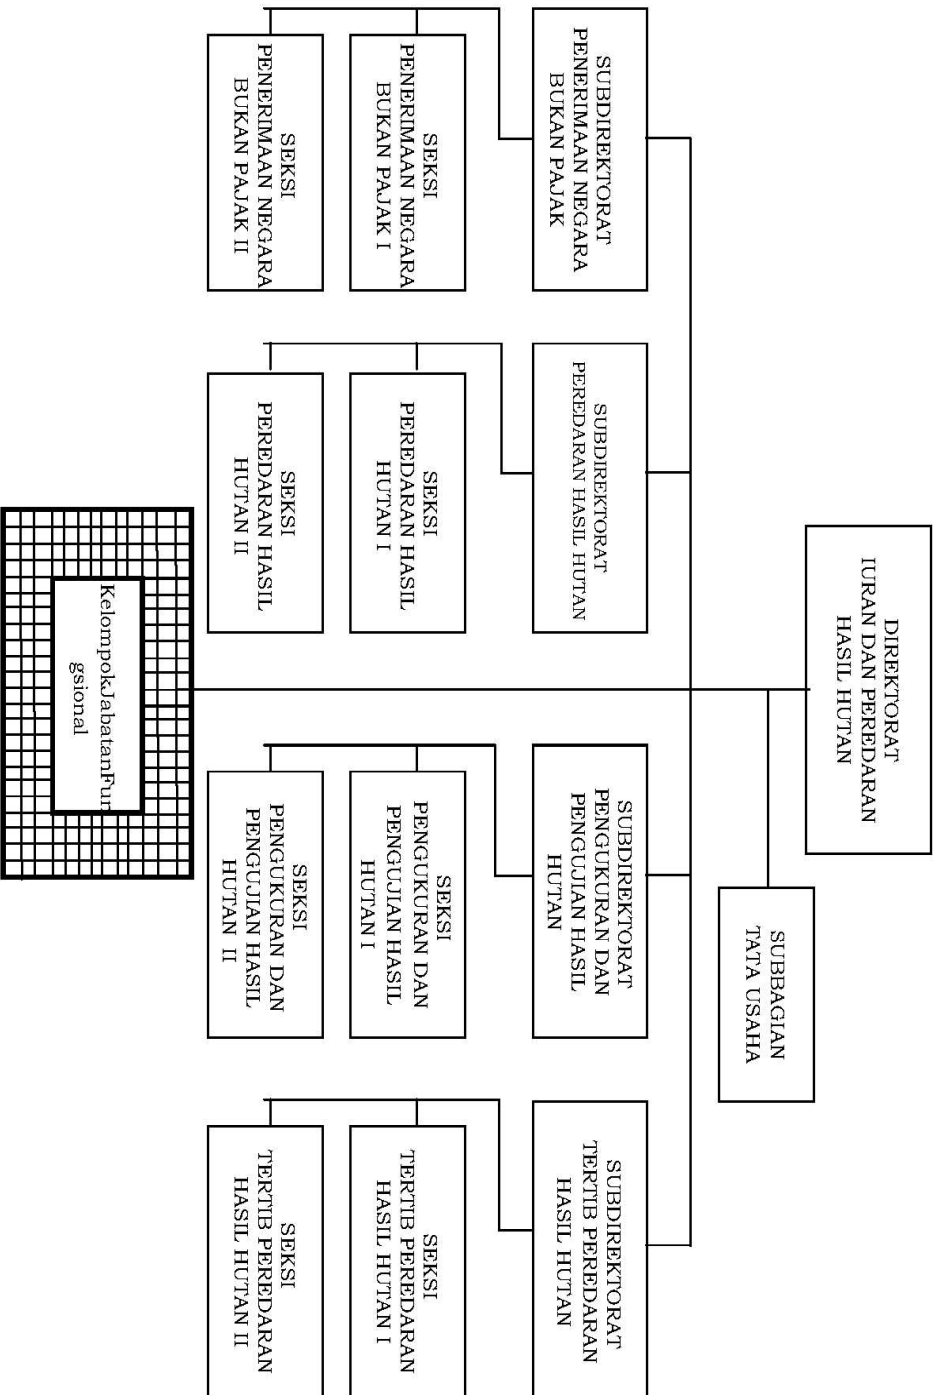 DIREKTORAT
IURAN DAN PEREDARAN
HASIL HUTAN
SUBBAGIAN
TATA USAHA
SUBDIREKTORAT
PENERIMAAN NEGARA
BUKAN PAJAK
SUBDIREKTORAT
PEREDARAN HASIL HUTAN
SUBDIREKTORAT
PENGUKURAN DAN
PENGUJIAN HASIL
HUTAN
SUBDIREKTORAT
TERTIB PEREDARAN
HASIL HUTAN
SEKSI
PENERIMAAN NEGARA
BUKAN PAJAK I
SEKSI
PEREDARAN HASIL
HUTAN I
SEKSI
PENGUKURAN DAN
PENGUJIAN HASIL
HUTAN I
SEKSI
TERTIB PEREDARAN
HASIL HUTAN I
SEKSI
PENERIMAAN NEGARA
BUKAN PAJAK II
SEKSI
PEREDARAN HASIL
HUTAN II
SEKSI
PENGUKURAN DAN
PENGUJIAN HASIL
HUTAN II
SEKSI
TERTIB PEREDARAN
HASIL HUTAN II
KelompokJabatanFun
gsional